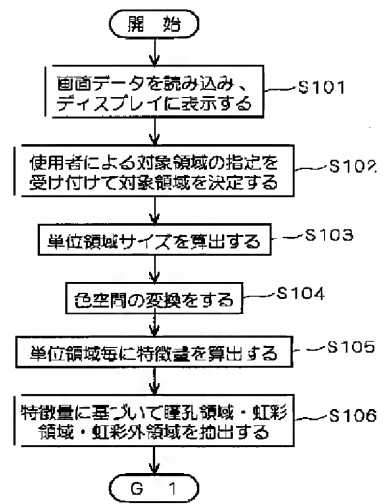 開 始
画面データを読み込み、
ディスプレイに表示する
S101
使用者による対象領域の指定を
受け付けて対象領域を決定する
S102
単位領域サイズを算出する
S103
色空間の変換をする
S104
単位領域毎に特徴量を算出する
S105
特徴量に基づいて瞳孔領域・虹彩
領域・虹彩外領域を抽出する
S106
G 1